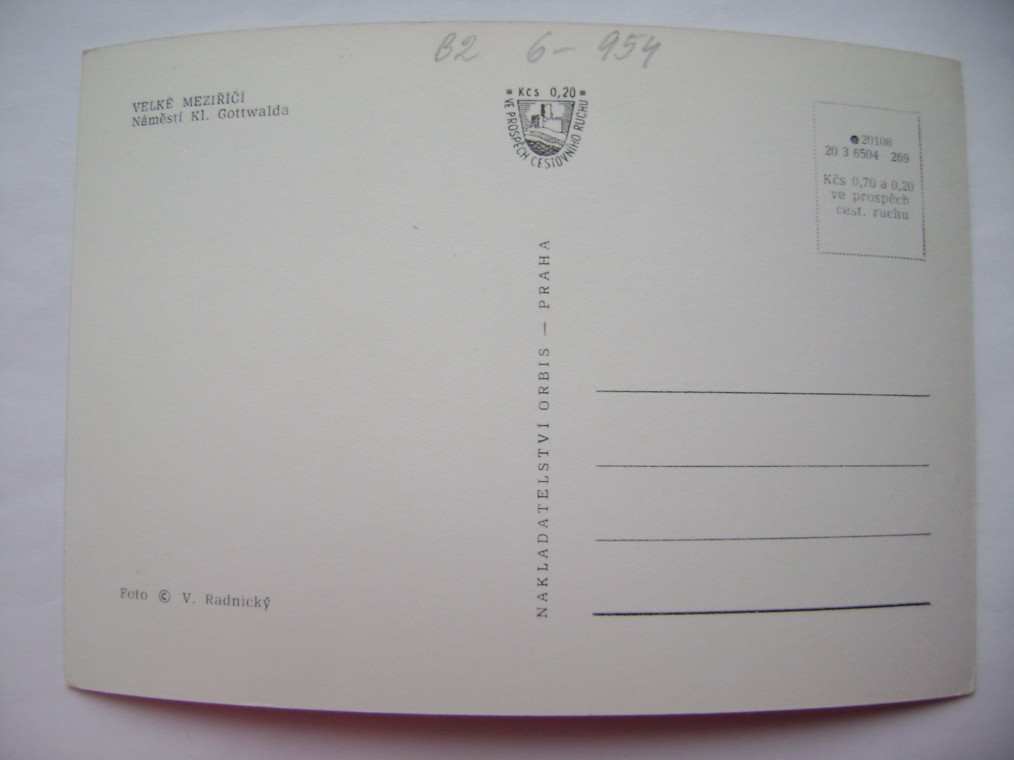 B2 6-954
VELKÉ MEZIŘÍČÍ
Náměstí Kl. Gottwalda
Kčs 0,20
VE PROSPĚCH CESTOVNÍHO RUCHU
20106
20 3 6504 269
Kčs 0,70 a 0,20
ve prospěch
cest. ruchu
NAKLADATELSTVÍ ORBIS — PRAHA
Foto © V. Radnický